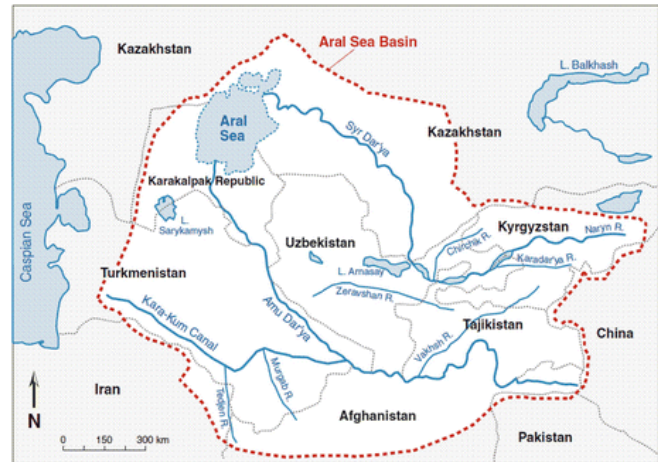 Kazakhstan
Aral Sea Basin
L. Balkhash
Aral
Sea
Syr Dar'ya
Kazakhstan
Karakalpak Republic
L.
Sarykamysh
Caspian Sea
Uzbekistan
Chirchik R.
Kyrgyzstan
Naryn R.
Karadar'ya R.
L. Arnasay
Zeravshan R.
Turkmenistan
Kara-Kum Canal
Amu Dar'ya
Vakhsh R.
Tajikistan
China
Iran
Tedjen R.
Murgab R.
Afghanistan
Pakistan
N
0 150 300 km